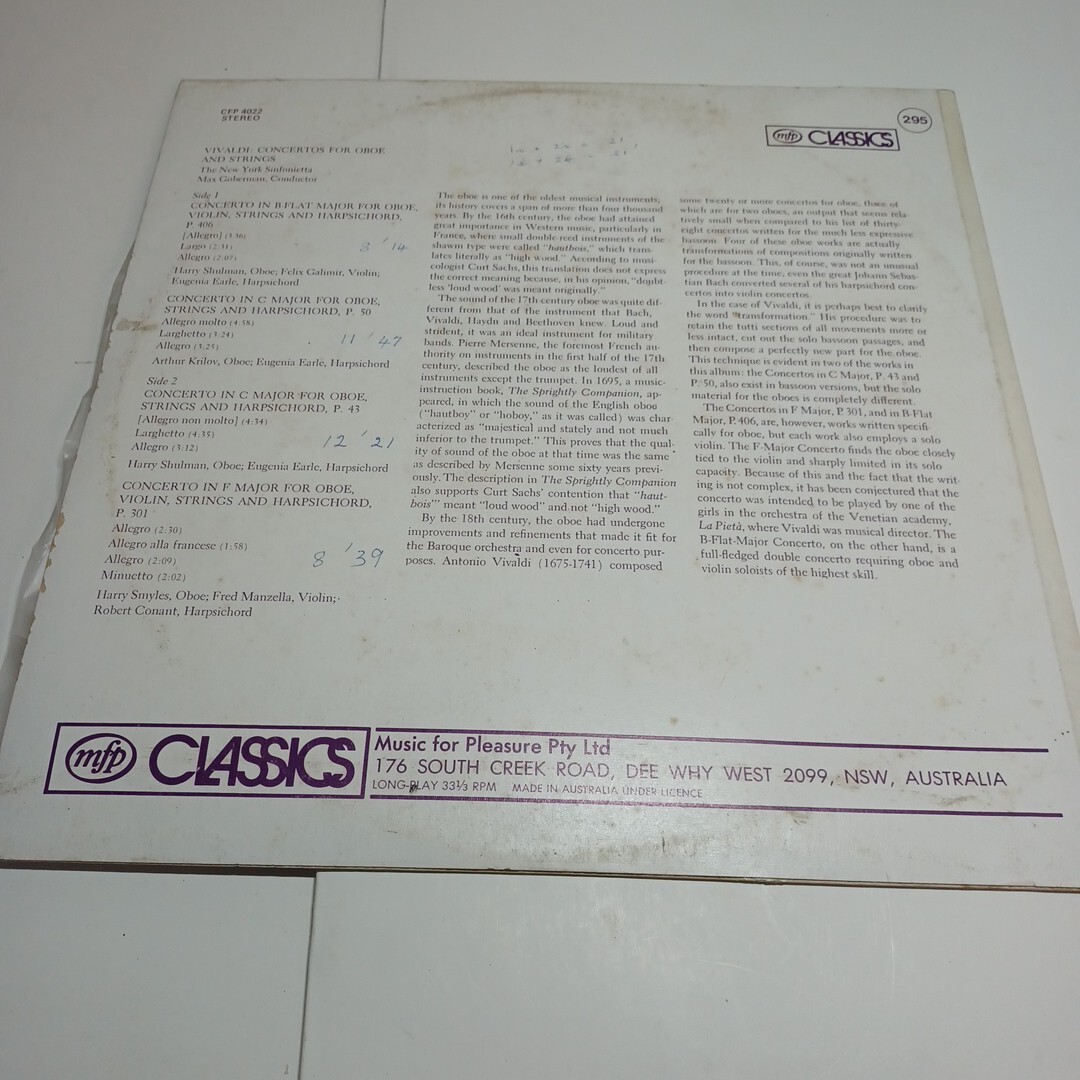 CFP 4022
STEREO
295
mfp CLASSICS
VIVALDI: CONCERTOS FOR OBOE
AND STRINGS
The New York Sinfonietta
Max Goberman, Conductor
Side 1
CONCERTO IN B-FLAT MAJOR FOR OBOE,
VIOLIN, STRINGS AND HARPSICHORD,
P. 406
[Allegro] (3:36)
Largo (2:31)
Allegro (2:07)
8 '14
Harry Shulman, Oboe; Felix Galimir, Violin;
Eugenia Earle, Harpsichord
CONCERTO IN C MAJOR FOR OBOE,
STRINGS AND HARPSICHORD, P. 50
Allegro molto (4:58)
Larghetto (3:24)
Allegro (3:25)
11 '47
Arthur Krilov, Oboe; Eugenia Earle, Harpsichord
Side 2
CONCERTO IN C MAJOR FOR OBOE,
STRINGS AND HARPSICHORD, P. 43
[Allegro non molto] (4:34)
Larghetto (4:35)
Allegro (3:12)
12 '21
Harry Shulman, Oboe; Eugenia Earle, Harpsichord
CONCERTO IN F MAJOR FOR OBOE,
VIOLIN, STRINGS AND HARPSICHORD,
P. 301
Allegro (2:30)
Allegro alla francese (1:58)
Allegro (2:09)
Minuetto (2:02)
8 '39
Harry Smyles, Oboe; Fred Manzella, Violin;
Robert Conant, Harpsichord
The oboe is one of the oldest musical instruments;
its history covers a span of more than four thousand
years. By the 16th century, the oboe had attained
great importance in Western music, particularly in
France, where small double reed instruments of the
shawm type were called "hautbois," which trans-
lates literally as "high wood." According to musi-
cologist Curt Sachs, this translation does not express
the correct meaning because, in his opinion, "doubt-
less 'loud wood' was meant originally."
The sound of the 17th century oboe was quite dif-
ferent from that of the instrument that Bach,
Vivaldi, Haydn and Beethoven knew. Loud and
strident, it was an ideal instrument for military
bands. Pierre Mersenne, the foremost French au-
thority on instruments in the first half of the 17th
century, described the oboe as the loudest of all
instruments except the trumpet. In 1695, a music-
instruction book, The Sprightly Companion, ap-
peared, in which the sound of the English oboe
("hautboy" or "hoboy," as it was called) was char-
acterized as "majestical and stately and not much
inferior to the trumpet." This proves that the qual-
ity of sound of the oboe at that time was the same
as described by Mersenne some sixty years previ-
ously. The description in The Sprightly Companion
also supports Curt Sachs' contention that "haut-
bois'" meant "loud wood" and not "high wood."
By the 18th century, the oboe had undergone
improvements and refinements that made it fit for
the Baroque orchestra and even for concerto pur-
poses. Antonio Vivaldi (1675-1741) composed
some twenty or more concertos for oboe, those of
which are for two oboes, an output that seems rela-
tively small when compared to his list of thirty-
eight concertos written for the much less expressive
bassoon. Four of these oboe works are actually
transformations of compositions originally written
for the bassoon. This, of course, was not an unusual
procedure at the time; even the great Johann Sebas-
tian Bach converted several of his harpsichord con-
certos into violin concertos.
In the case of Vivaldi, it is perhaps best to clarify
the word "transformation." His procedure was to
retain the tutti sections of all movements more or
less intact, cut out the solo bassoon passages, and
then compose a perfectly new part for the oboe.
This technique is evident in two of the works in
this album: the Concertos in C Major, P. 43 and
P. 50, also exist in bassoon versions, but the solo
material for the oboes is completely different.
The Concertos in F Major, P. 301, and in B-Flat
Major, P. 406, are, however, works written specifi-
cally for oboe, but each work also employs a solo
violin. The F-Major Concerto finds the oboe closely
tied to the violin and sharply limited in its solo
capacity. Because of this and the fact that the writ-
ing is not complex, it has been conjectured that the
concerto was intended to be played by one of the
girls in the orchestra of the Venetian academy,
La Pietà, where Vivaldi was musical director. The
B-Flat-Major Concerto, on the other hand, is a
full-fledged double concerto requiring oboe and
violin soloists of the highest skill.
mfp CLASSICS
Music for Pleasure Pty Ltd
176 SOUTH CREEK ROAD, DEE WHY WEST 2099, NSW, AUSTRALIA
LONG-PLAY 33⅓ RPM MADE IN AUSTRALIA UNDER LICENCE